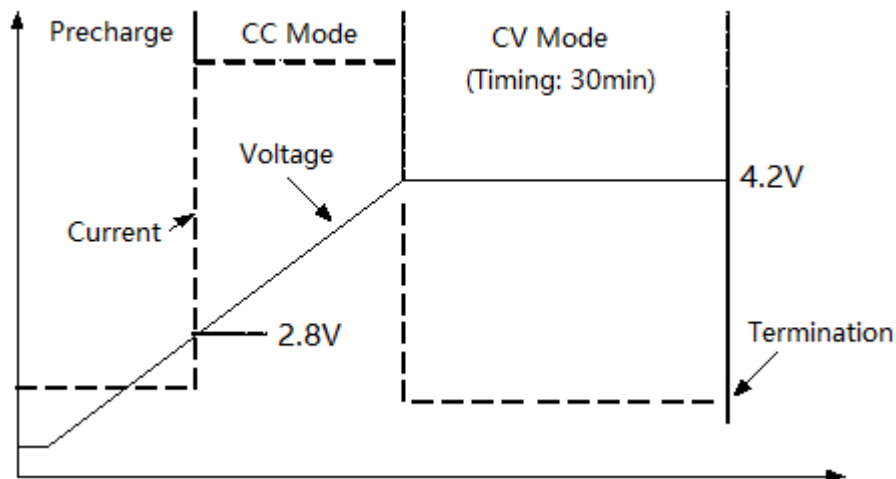 Precharge
CC Mode
CV Mode
(Timing: 30min)
Voltage
4.2V
Current
2.8V
Termination